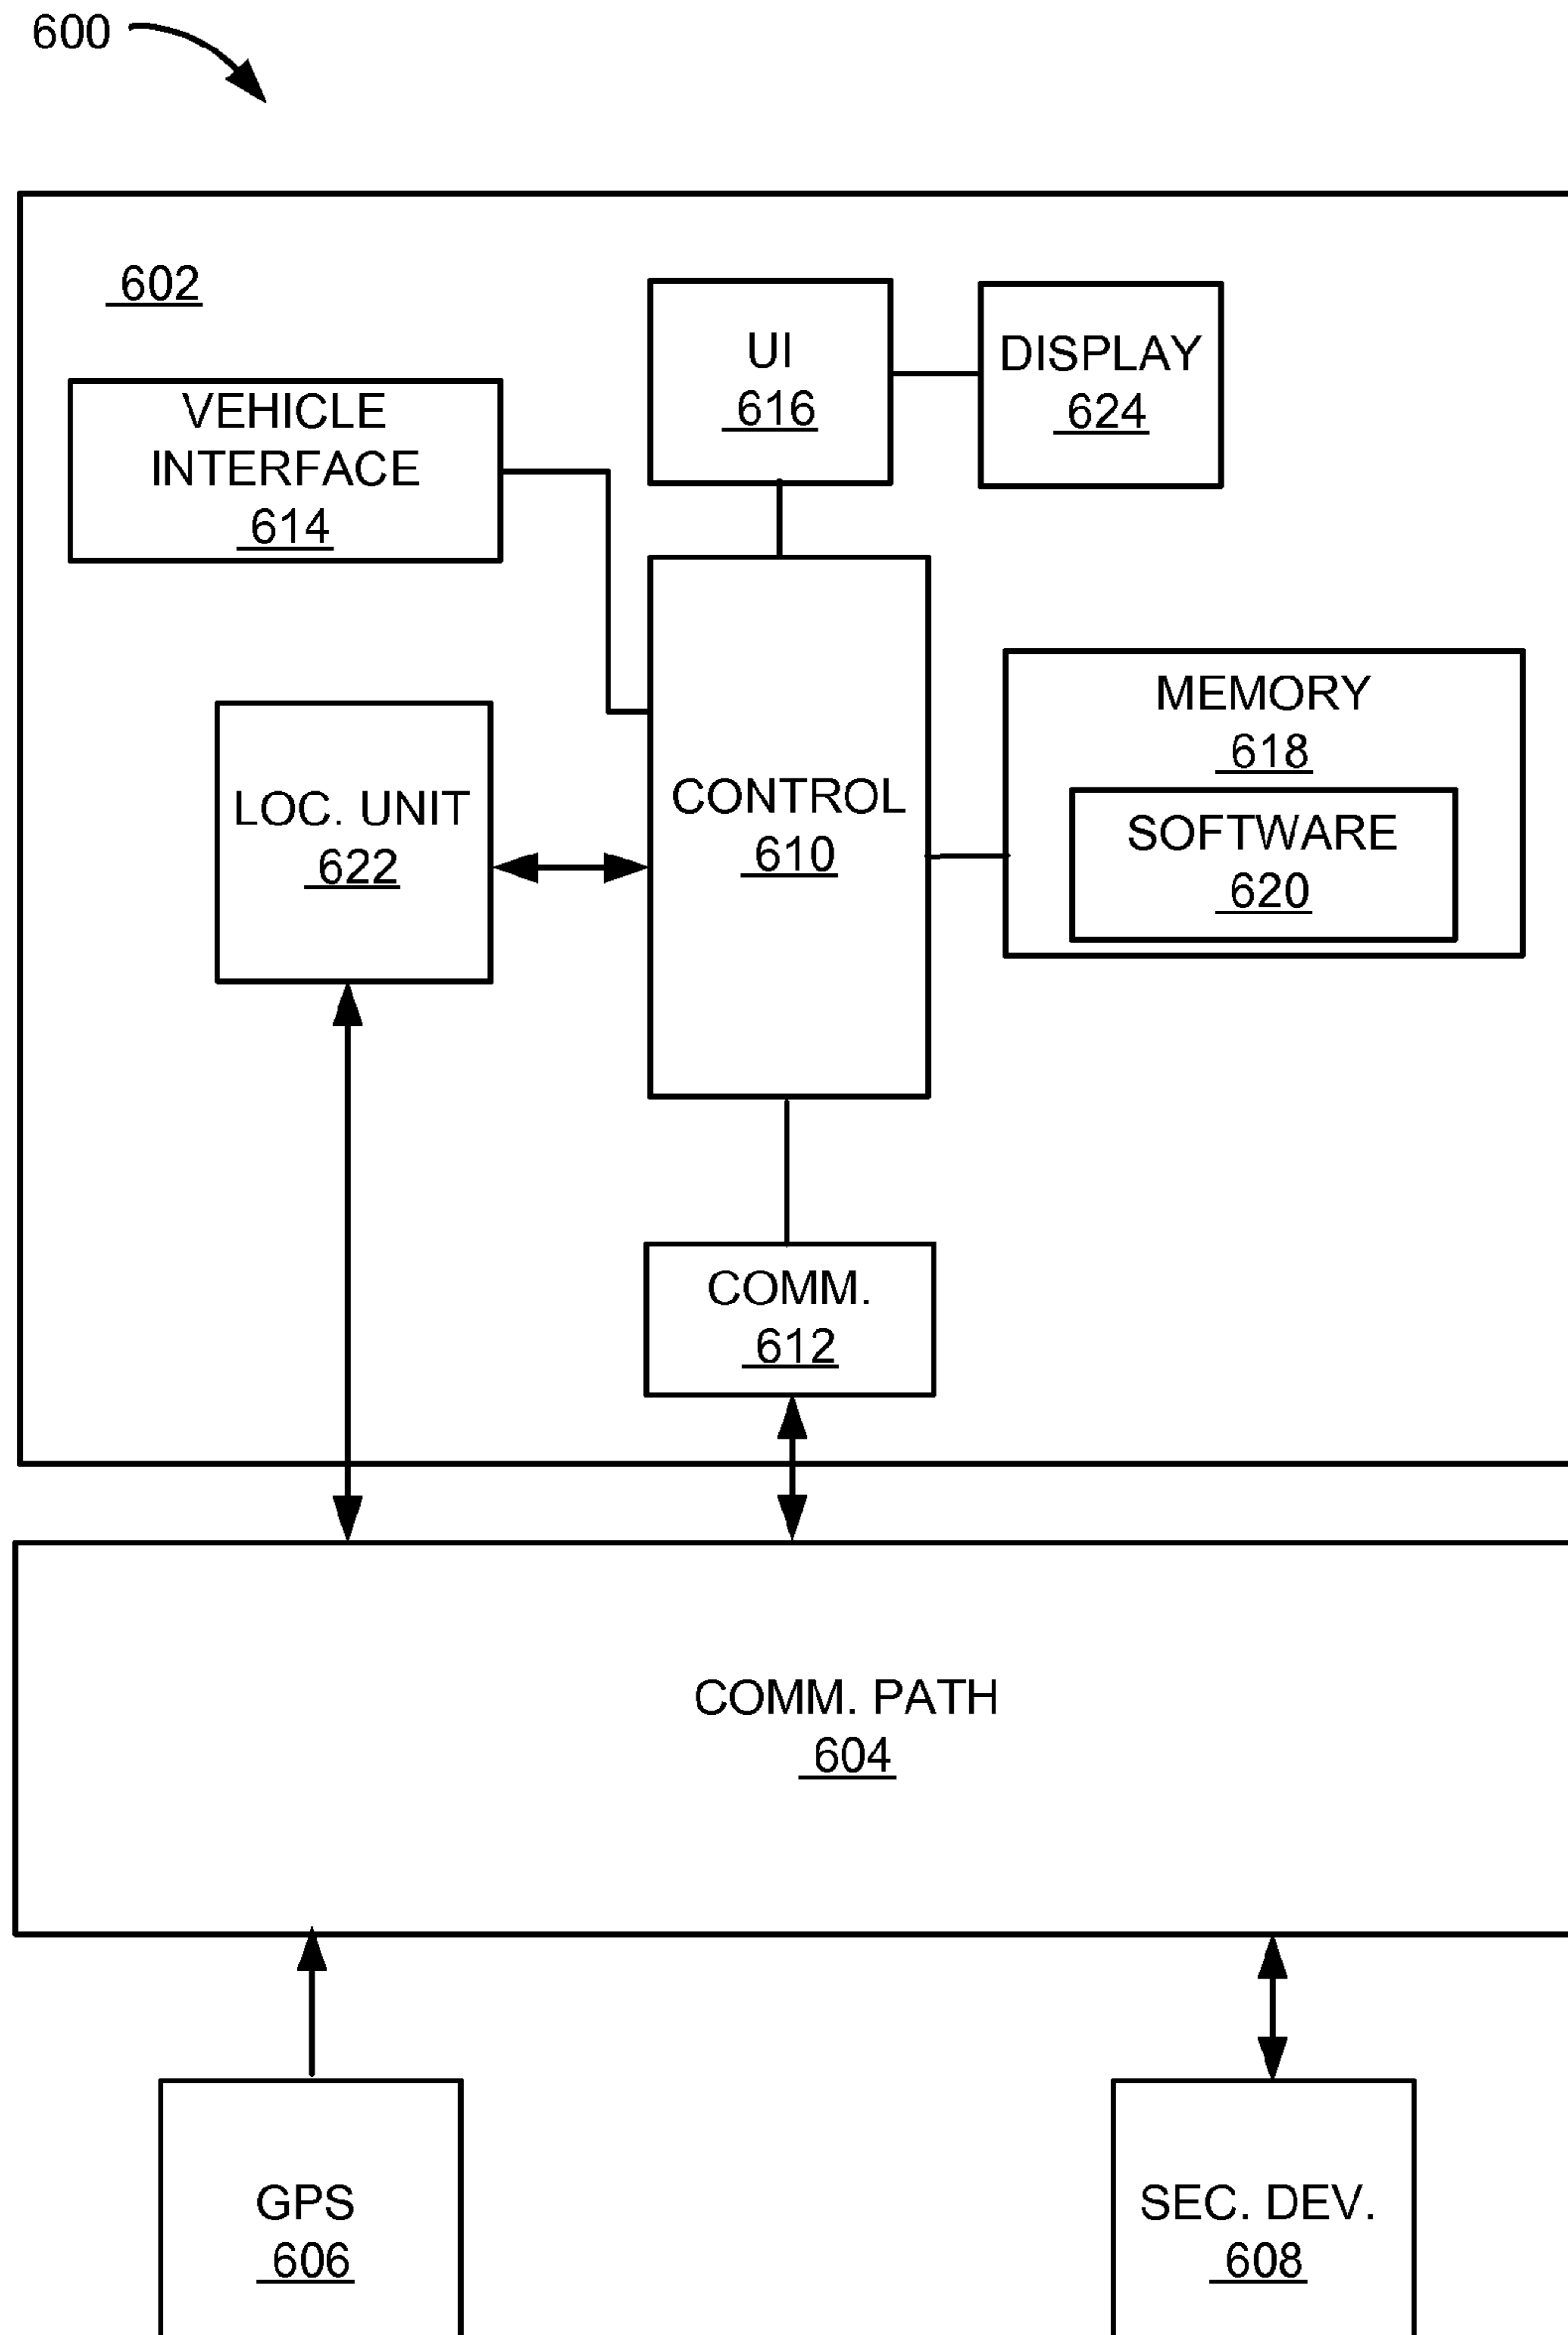 600
602
UI
616
DISPLAY
624
VEHICLE
INTERFACE
614
MEMORY
618
SOFTWARE
620
LOC. UNIT
622
CONTROL
610
COMM.
612
COMM. PATH
604
GPS
606
SEC. DEV.
608